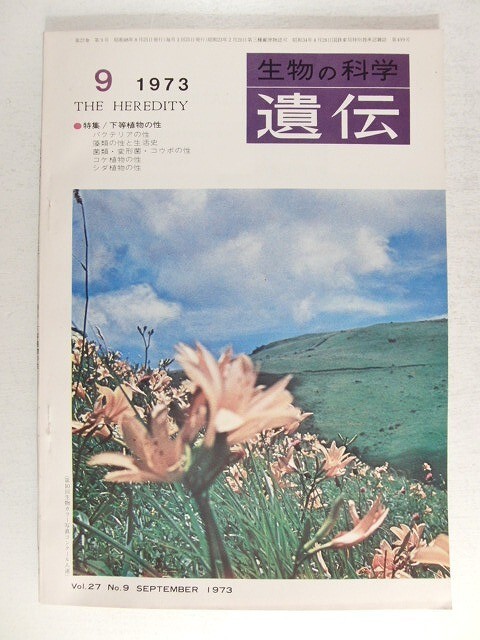 9 1973
THE HEREDITY
生物の科学
遺伝
●特集/下等植物の性
バクテリアの性
藻類の性と生活史
菌類・変形菌・コウボの性
コケ植物の性
シダ植物の性
Vol.27 No.9 SEPTEMBER 1973